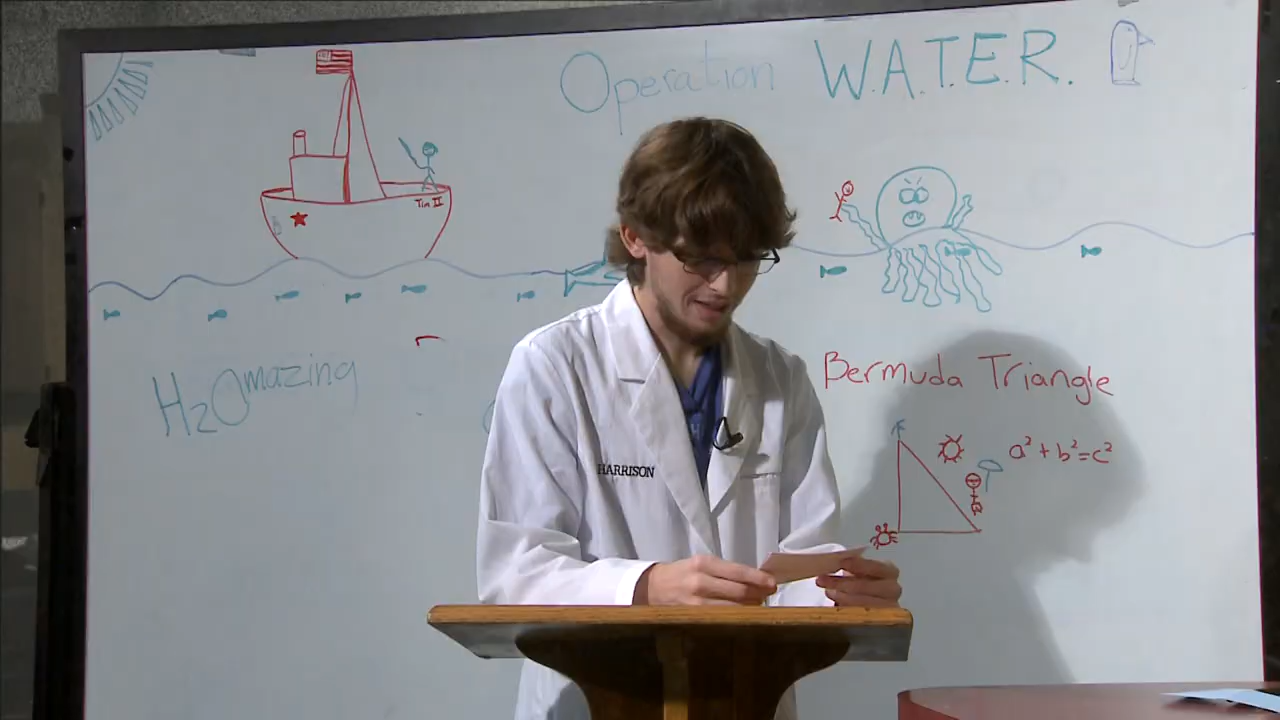 Operation W.A.T.E.R.
Tin II
H₂Omazing
Bermuda Triangle
a² + b² = c²
HARRISON